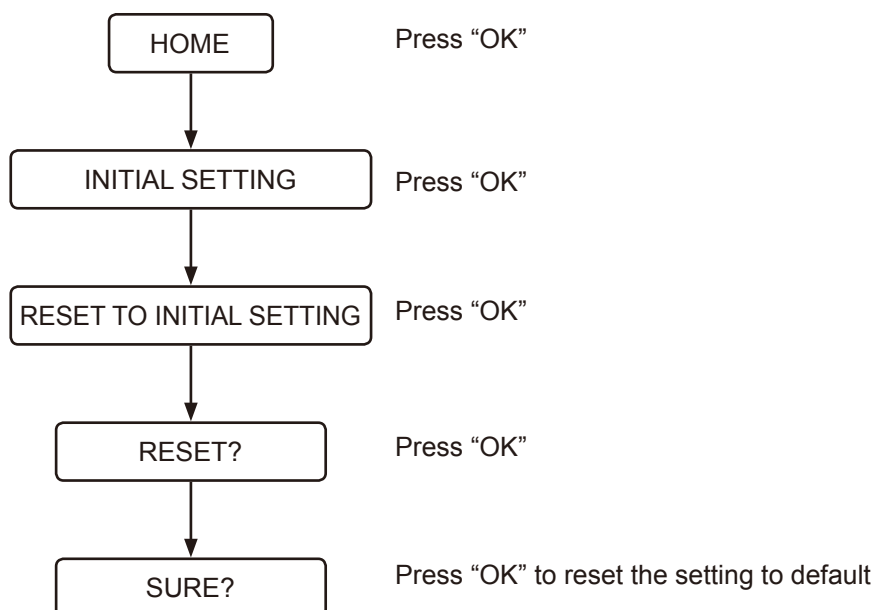 HOME Press “OK”
INITIAL SETTING Press “OK”
RESET TO INITIAL SETTING Press “OK”
RESET? Press “OK”
SURE? Press “OK” to reset the setting to default